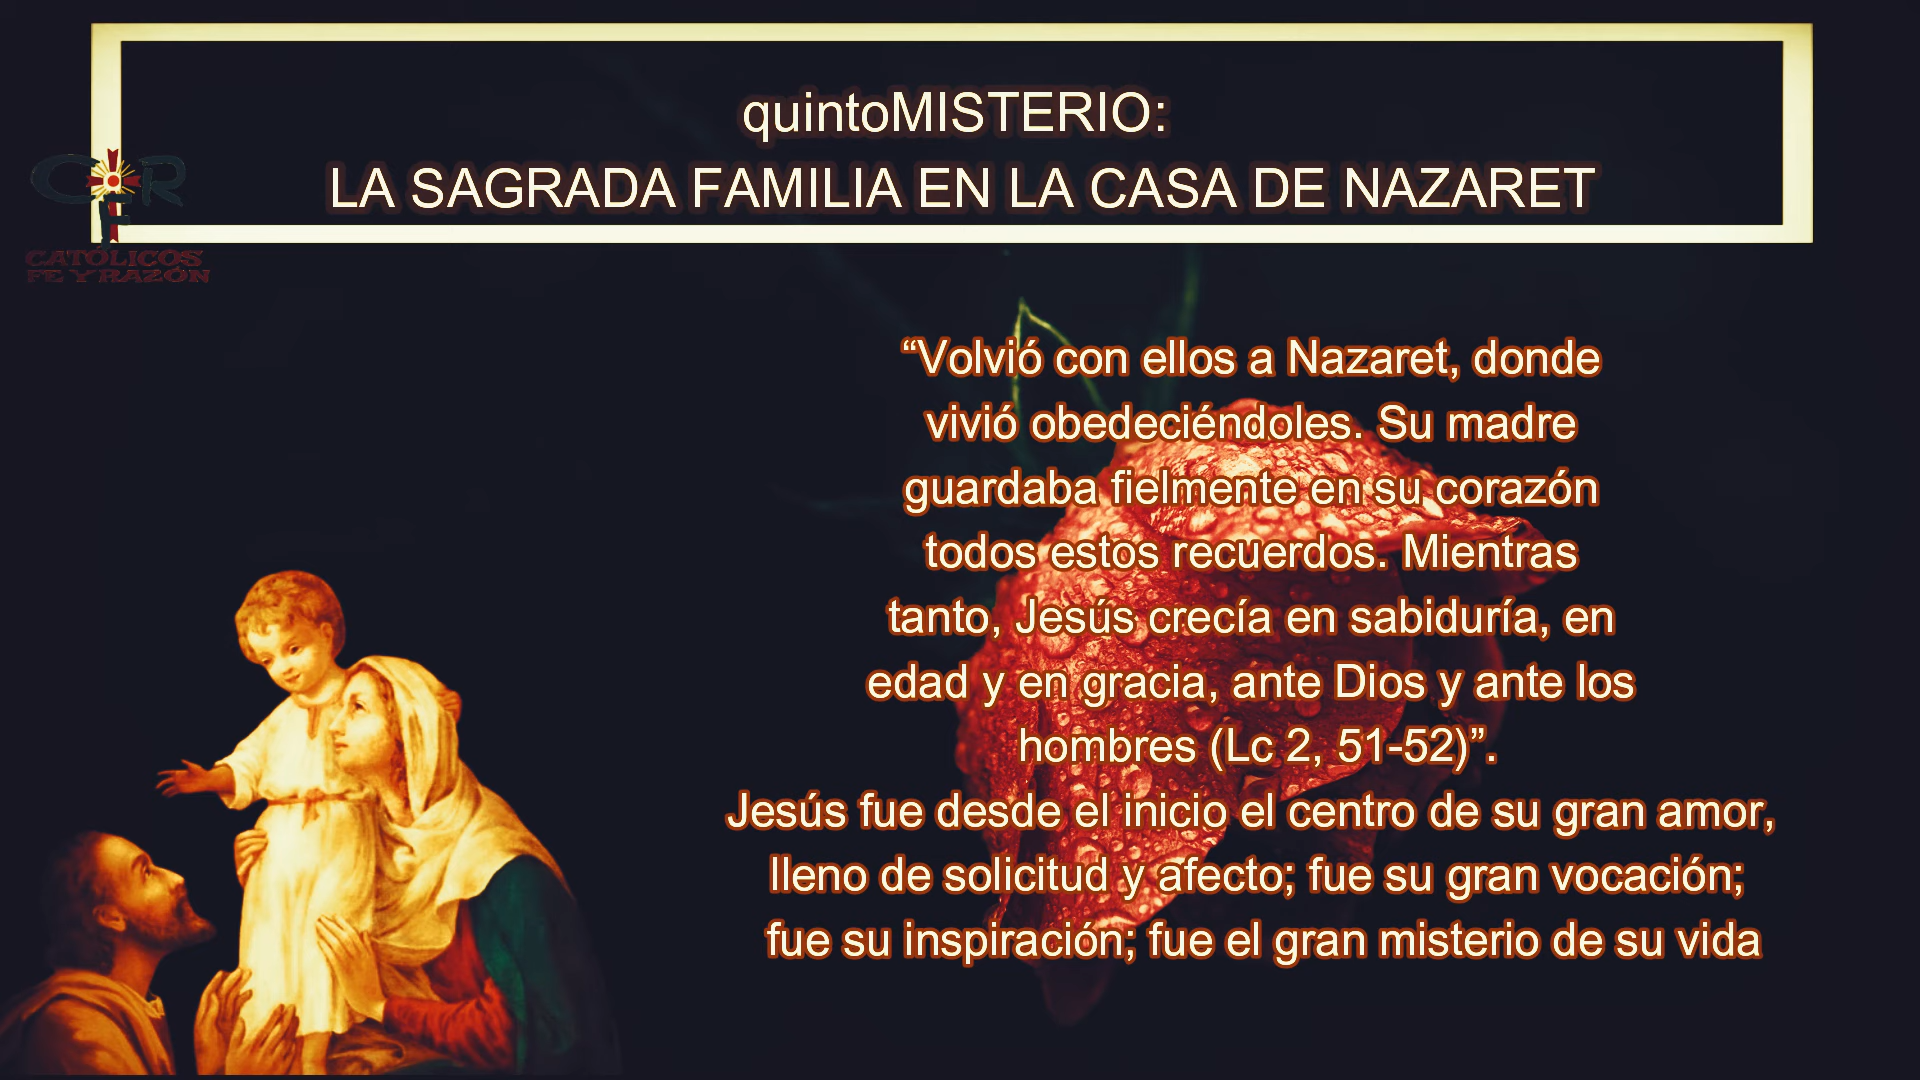 quintoMISTERIO:
LA SAGRADA FAMILIA EN LA CASA DE NAZARET
CATÓLICOS
FE Y RAZÓN
“Volvió con ellos a Nazaret, donde
vivió obedeciéndoles. Su madre
guardaba fielmente en su corazón
todos estos recuerdos. Mientras
tanto, Jesús crecía en sabiduría, en
edad y en gracia, ante Dios y ante los
hombres (Lc 2, 51-52)”.
Jesús fue desde el inicio el centro de su gran amor,
lleno de solicitud y afecto; fue su gran vocación;
fue su inspiración; fue el gran misterio de su vida